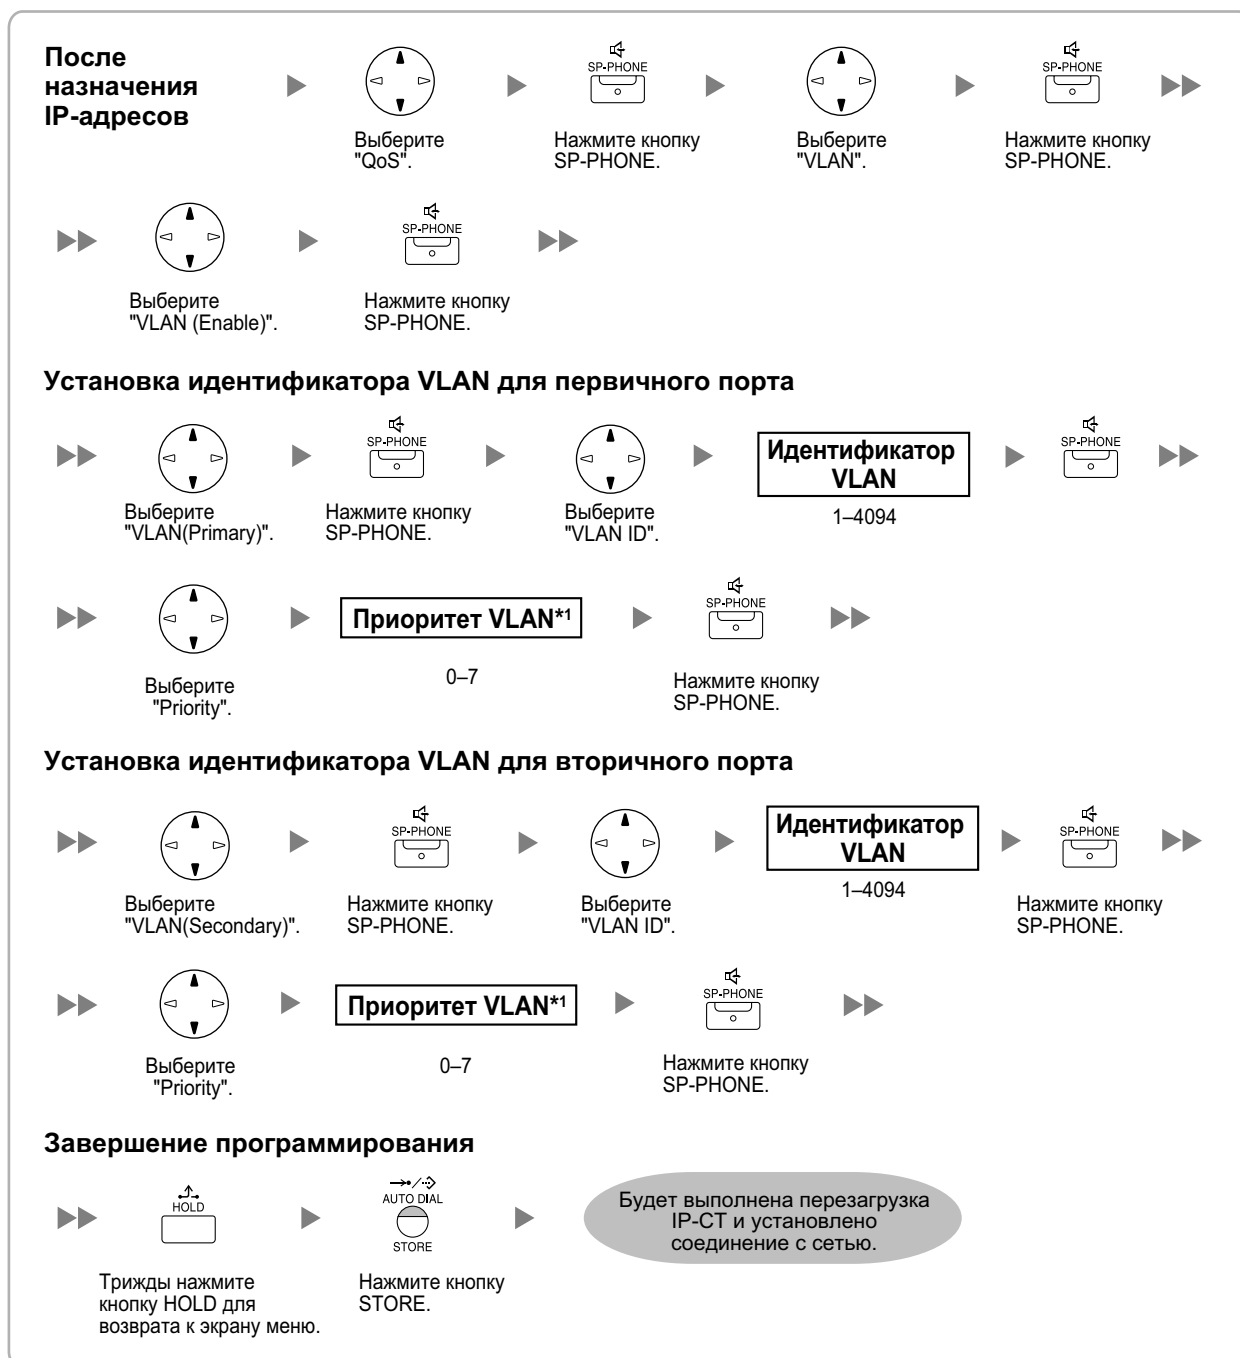 После
назначения
IP-адресов
SP-PHONE
SP-PHONE
Выберите
"QoS".
Нажмите кнопку
SP-PHONE.
Выберите
"VLAN".
Нажмите кнопку
SP-PHONE.
SP-PHONE
Выберите
"VLAN (Enable)".
Нажмите кнопку
SP-PHONE.
Установка идентификатора VLAN для первичного порта
SP-PHONE
Идентификатор
VLAN
SP-PHONE
Выберите
"VLAN(Primary)".
Нажмите кнопку
SP-PHONE.
Выберите
"VLAN ID".
1–4094
Приоритет VLAN*1
SP-PHONE
Выберите
"Priority".
0–7
Нажмите кнопку
SP-PHONE.
Установка идентификатора VLAN для вторичного порта
SP-PHONE
Идентификатор
VLAN
SP-PHONE
Выберите
"VLAN(Secondary)".
Нажмите кнопку
SP-PHONE.
Выберите
"VLAN ID".
1–4094
Нажмите кнопку
SP-PHONE.
Приоритет VLAN*1
SP-PHONE
Выберите
"Priority".
0–7
Нажмите кнопку
SP-PHONE.
Завершение программирования
HOLD
AUTO DIAL
STORE
Будет выполнена перезагрузка
IP-CT и установлено
соединение с сетью.
Трижды нажмите
кнопку HOLD для
возврата к экрану меню.
Нажмите кнопку
STORE.